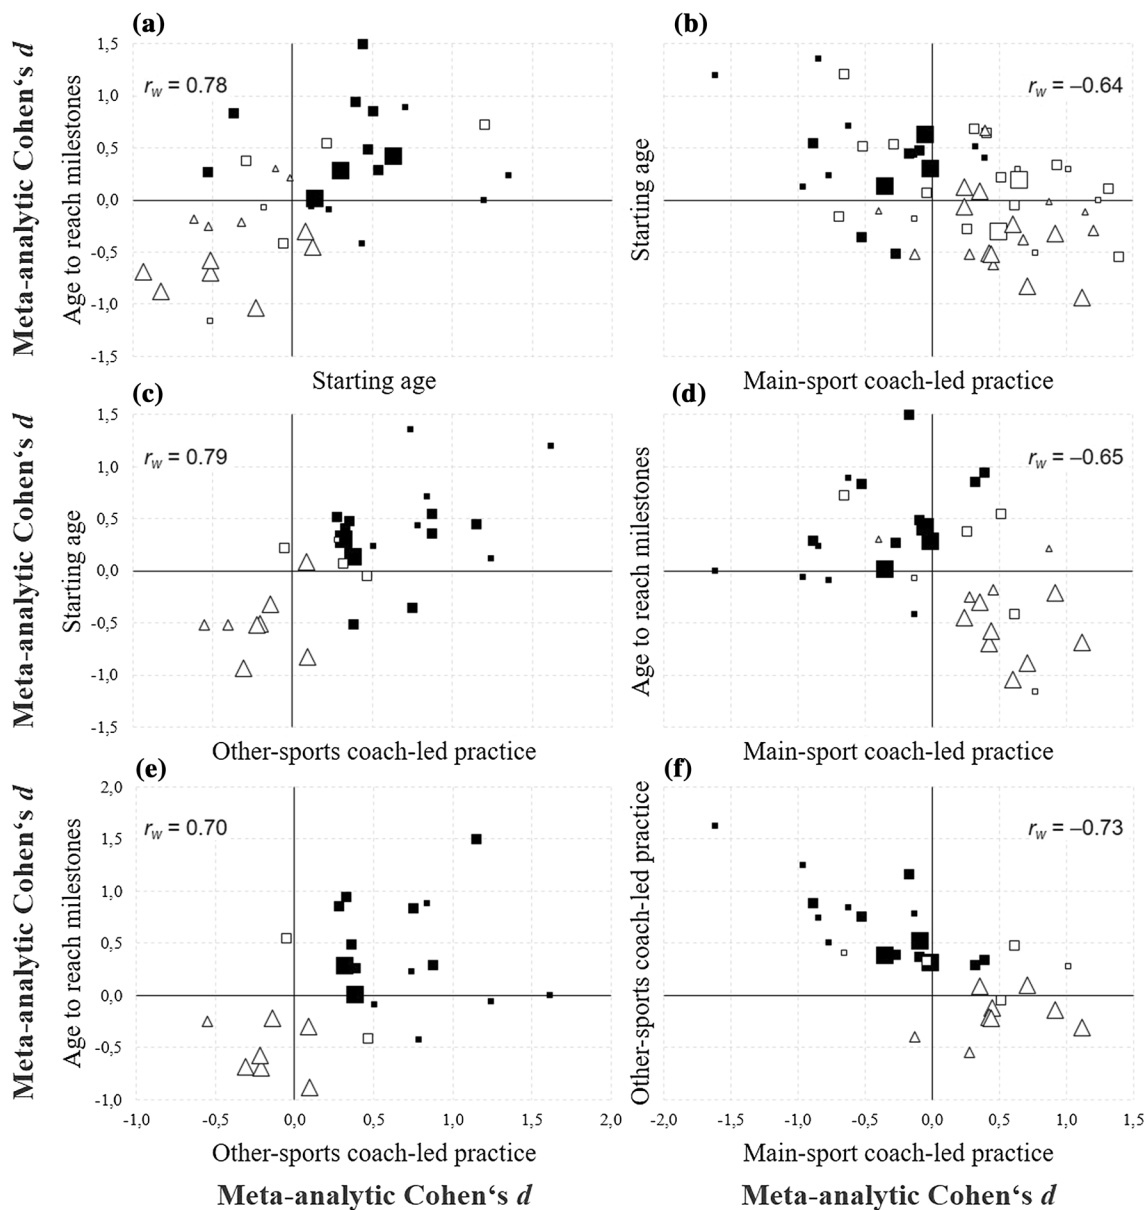 (a)
Meta-analytic Cohen‘s d
Age to reach milestones
1,5
1,0
0,5
0,0
-0,5
-1,0
-1,5
rw = 0.78
Starting age
(b)
Starting age
rw = –0.64
Main-sport coach-led practice
(c)
Meta-analytic Cohen‘s d
Starting age
1,5
1,0
0,5
0,0
-0,5
-1,0
-1,5
rw = 0.79
Other-sports coach-led practice
(d)
Age to reach milestones
rw = –0.65
Main-sport coach-led practice
(e)
Meta-analytic Cohen‘s d
Age to reach milestones
2,0
1,5
1,0
0,5
0,0
-0,5
-1,0
rw = 0.70
-1,0 -0,5 0,0 0,5 1,0 1,5 2,0
Other-sports coach-led practice
Meta-analytic Cohen‘s d
(f)
Other-sports coach-led practice
rw = –0.73
-2,0 -1,5 -1,0 -0,5 0,0 0,5 1,0 1,5
Main-sport coach-led practice
Meta-analytic Cohen‘s d